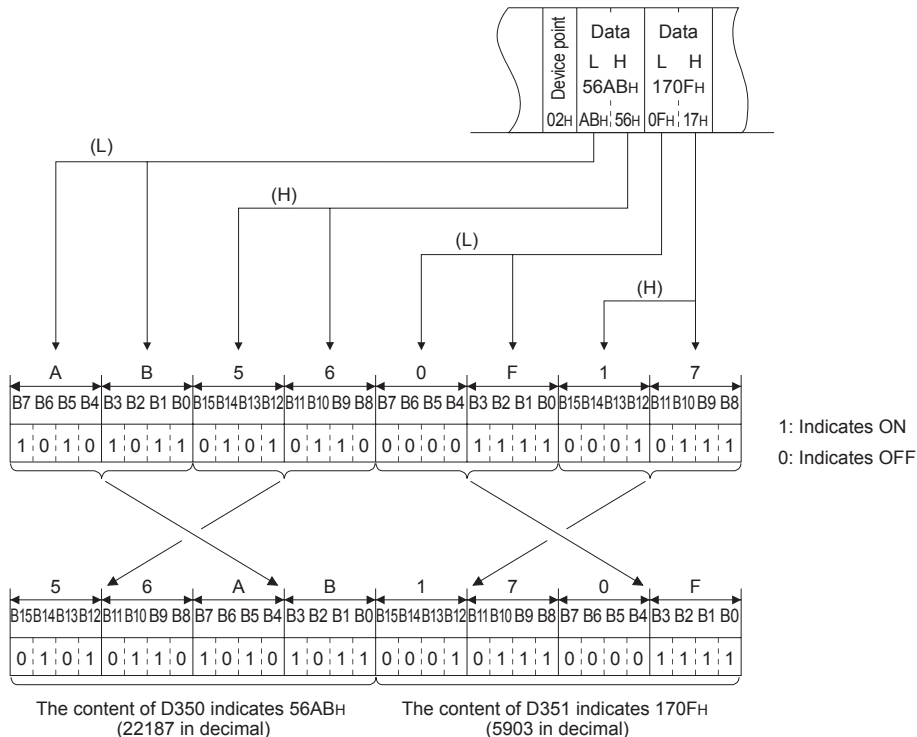 Device point
Data Data
L H L H
56ABH 170FH
02H ABH 56H 0FH 17H
(L)
(H)
(L)
(H)
A B 5 6 0 F 1 7
B7 B6 B5 B4 B3 B2 B1 B0 B15 B14 B13 B12 B11 B10 B9 B8 B7 B6 B5 B4 B3 B2 B1 B0 B15 B14 B13 B12 B11 B10 B9 B8
1 0 1 0 1 0 1 1 0 1 0 1 0 1 1 0 0 0 0 0 1 1 1 1 0 0 0 1 0 1 1 1
1: Indicates ON
0: Indicates OFF
5 6 A B 1 7 0 F
B15 B14 B13 B12 B11 B10 B9 B8 B7 B6 B5 B4 B3 B2 B1 B0 B15 B14 B13 B12 B11 B10 B9 B8 B7 B6 B5 B4 B3 B2 B1 B0
0 1 0 1 0 1 1 0 1 0 1 0 1 0 1 1 0 0 0 1 0 1 1 1 0 0 0 0 1 1 1 1
The content of D350 indicates 56ABH
(22187 in decimal)
The content of D351 indicates 170FH
(5903 in decimal)